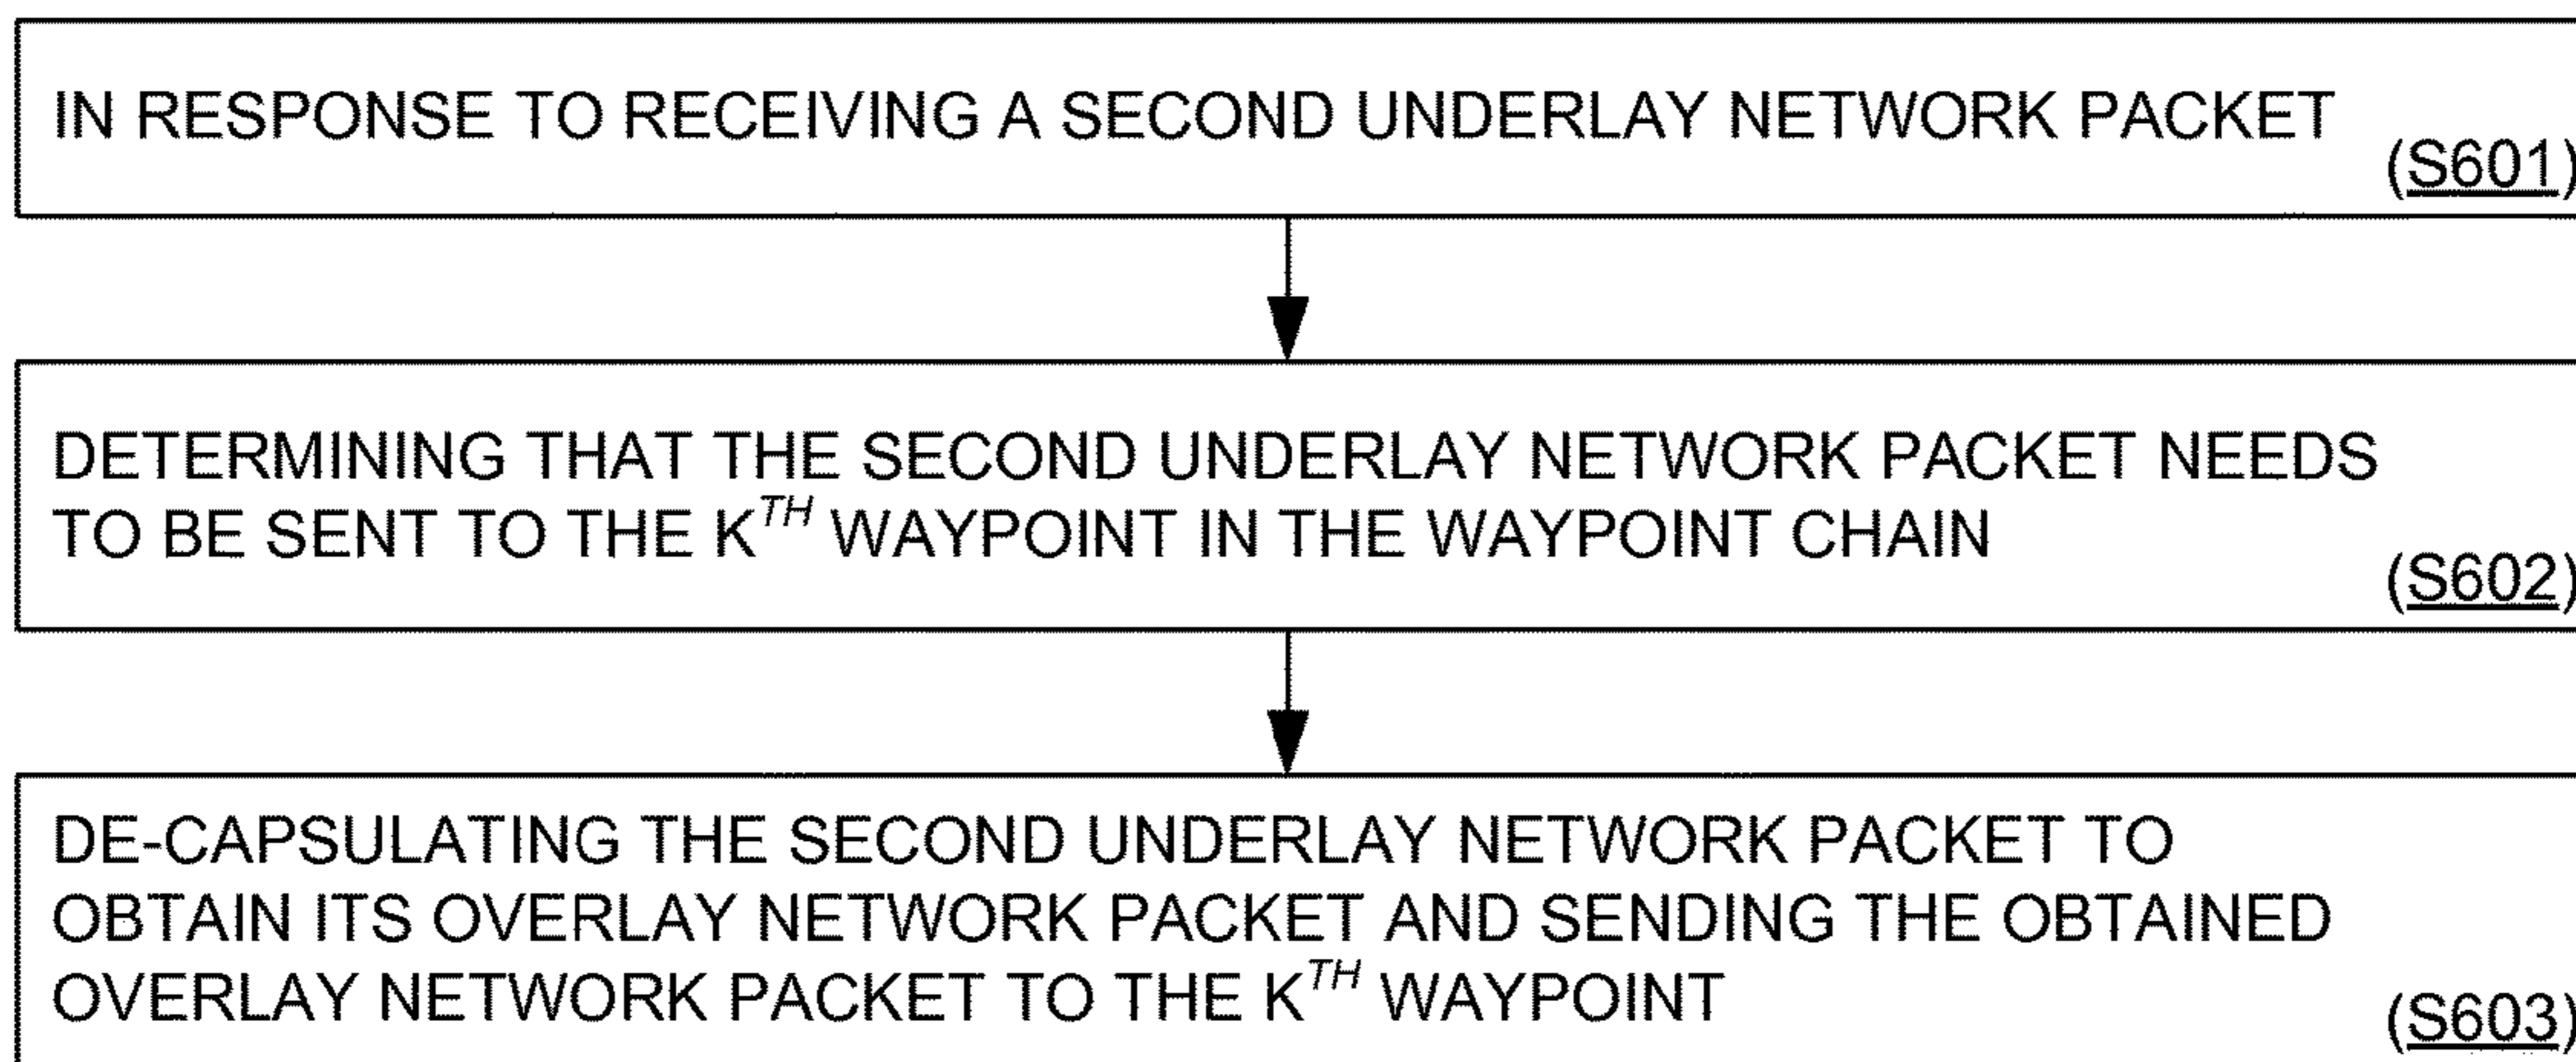 IN RESPONSE TO RECEIVING A SECOND UNDERLAY NETWORK PACKET
(S601)
DETERMINING THAT THE SECOND UNDERLAY NETWORK PACKET NEEDS
TO BE SENT TO THE K^TH WAYPOINT IN THE WAYPOINT CHAIN
(S602)
DE-CAPSULATING THE SECOND UNDERLAY NETWORK PACKET TO
OBTAIN ITS OVERLAY NETWORK PACKET AND SENDING THE OBTAINED
OVERLAY NETWORK PACKET TO THE K^TH WAYPOINT
(S603)